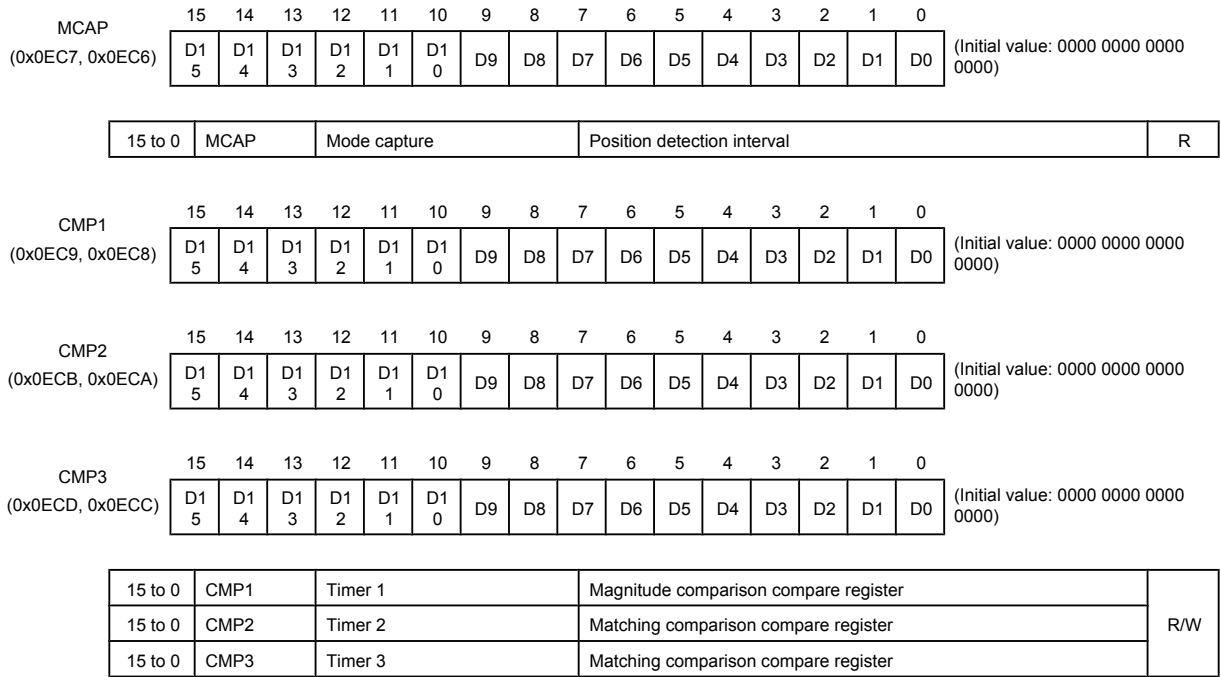 15 14 13 12 11 10 9 8 7 6 5 4 3 2 1 0
MCAP
(0x0EC7, 0x0EC6)
D1 5 D1 4 D1 3 D1 2 D1 1 D1 0 D9 D8 D7 D6 D5 D4 D3 D2 D1 D0
(Initial value: 0000 0000 0000
0000)
15 to 0 MCAP Mode capture Position detection interval R
15 14 13 12 11 10 9 8 7 6 5 4 3 2 1 0
CMP1
(0x0EC9, 0x0EC8)
D1 5 D1 4 D1 3 D1 2 D1 1 D1 0 D9 D8 D7 D6 D5 D4 D3 D2 D1 D0
(Initial value: 0000 0000 0000
0000)
15 14 13 12 11 10 9 8 7 6 5 4 3 2 1 0
CMP2
(0x0ECB, 0x0ECA)
D1 5 D1 4 D1 3 D1 2 D1 1 D1 0 D9 D8 D7 D6 D5 D4 D3 D2 D1 D0
(Initial value: 0000 0000 0000
0000)
15 14 13 12 11 10 9 8 7 6 5 4 3 2 1 0
CMP3
(0x0ECD, 0x0ECC)
D1 5 D1 4 D1 3 D1 2 D1 1 D1 0 D9 D8 D7 D6 D5 D4 D3 D2 D1 D0
(Initial value: 0000 0000 0000
0000)
15 to 0 CMP1 Timer 1 Magnitude comparison compare register
15 to 0 CMP2 Timer 2 Matching comparison compare register R/W
15 to 0 CMP3 Timer 3 Matching comparison compare register